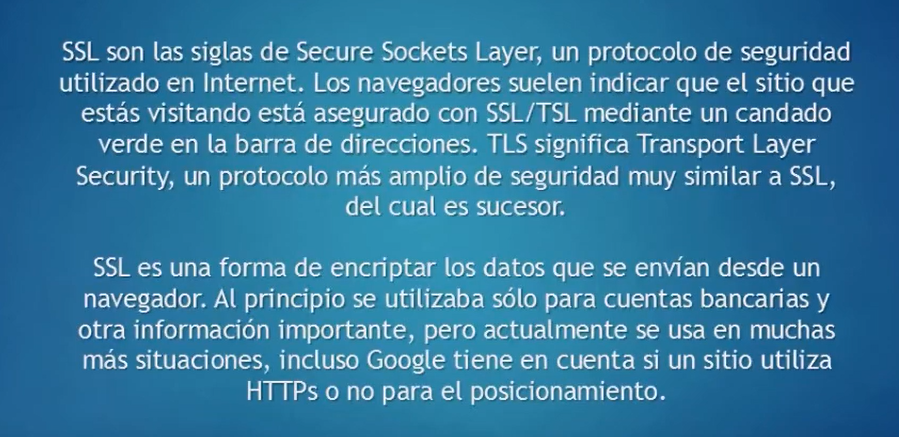 SSL son las siglas de Secure Sockets Layer, un protocolo de seguridad
utilizado en Internet. Los navegadores suelen indicar que el sitio que
estás visitando está asegurado con SSL/TSL mediante un candado
verde en la barra de direcciones. TLS significa Transport Layer
Security, un protocolo más amplio de seguridad muy similar a SSL,
del cual es sucesor.
SSL es una forma de encriptar los datos que se envían desde un
navegador. Al principio se utilizaba sólo para cuentas bancarias y
otra información importante, pero actualmente se usa en muchas
más situaciones, incluso Google tiene en cuenta si un sitio utiliza
HTTPs o no para el posicionamiento.